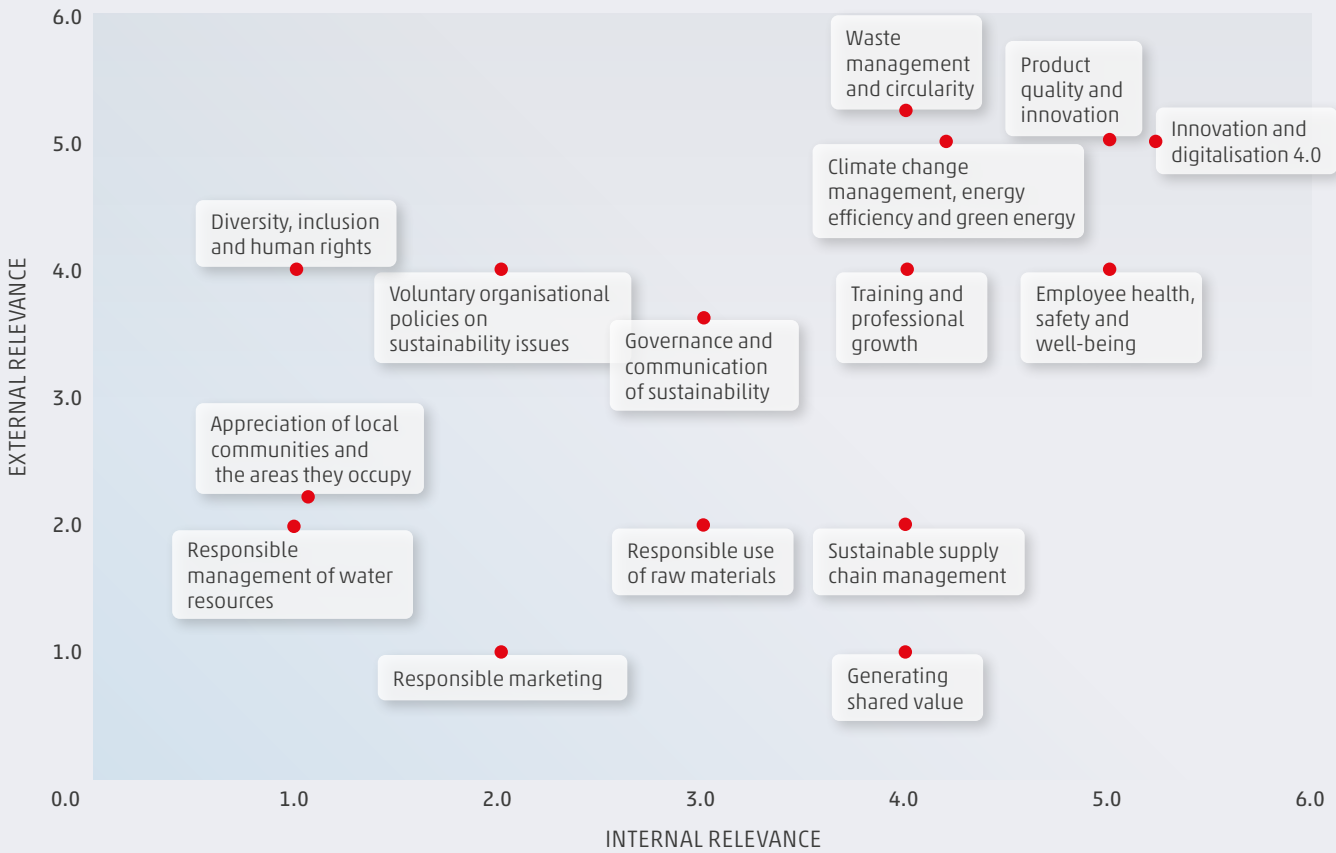 6.0
5.0
4.0
3.0
2.0
1.0
EXTERNAL RELEVANCE
Waste
management
and circularity
Product
quality and
innovation
Innovation and
digitalisation 4.0
Climate change
management, energy
efficiency and green energy
Diversity, inclusion
and human rights
Voluntary organisational
policies on
sustainability issues
Governance and
communication
of sustainability
Training and
professional
growth
Employee health,
safety and
well-being
Appreciation of local
communities and
the areas they occupy
Responsible
management of water
resources
Responsible use
of raw materials
Sustainable supply
chain management
Responsible marketing
Generating
shared value
0.0 1.0 2.0 3.0 4.0 5.0 6.0
INTERNAL RELEVANCE